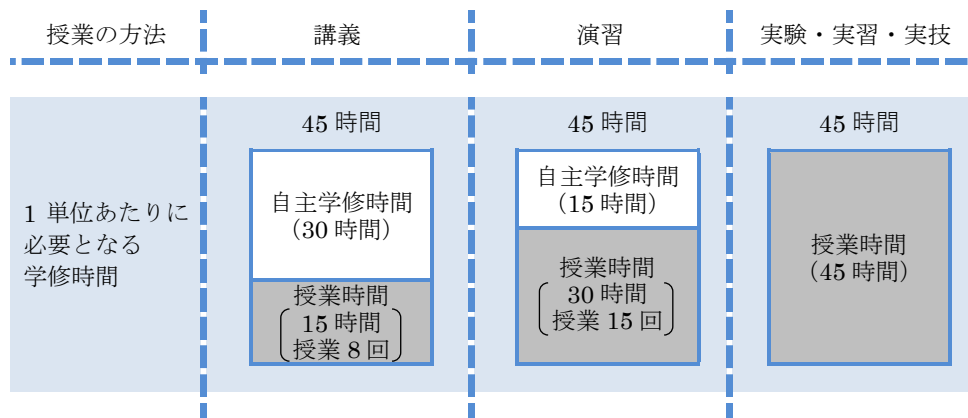 授業の方法
講義
演習
実験・実習・実技
1 単位あたりに
必要となる
学修時間
45 時間
自主学修時間
（30 時間）
授業時間
15 時間
授業 8 回
45 時間
自主学修時間
（15 時間）
授業時間
30 時間
授業 15 回
45 時間
授業時間
（45 時間）